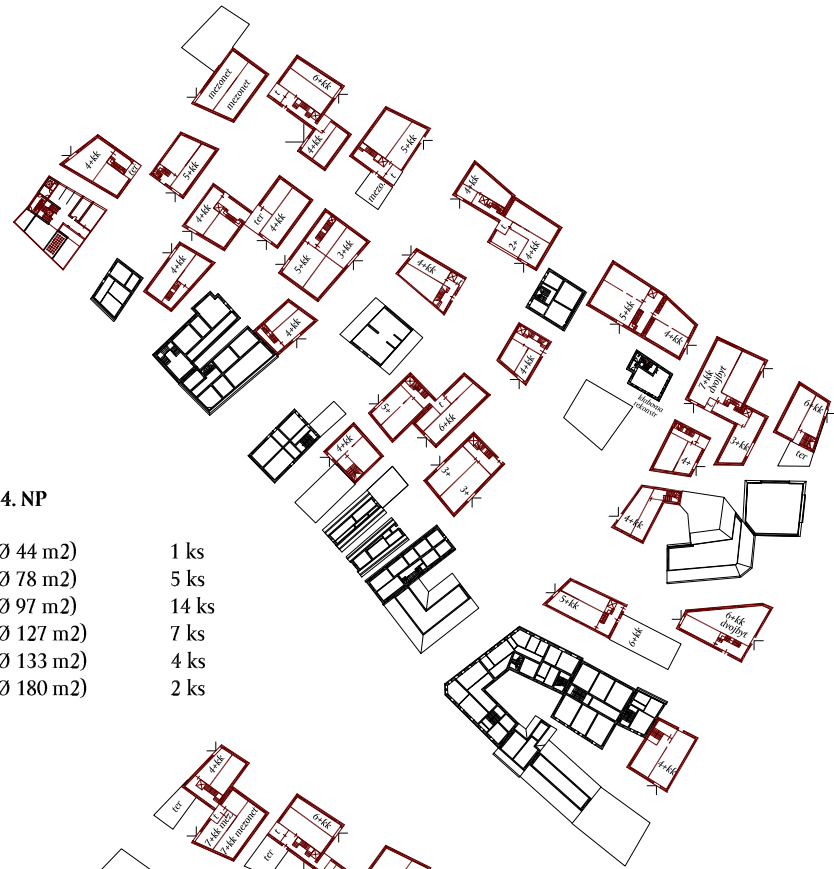 mezonet
mezonet
6+kk
t
4+kk
5+kk
t
mezo.
4+kk
ter
5+kk
4+kk
ter
4+kk
5+kk
3+kk
4+kk
4+kk
4+kk
4+kk
t
2+
4+kk
5+kk
4+kk
4+kk
klubovna
rekonstr
7+kk
dvojbyt
3+kk
6+kk
ter
4+
4+kk
5+
t
6+kk
4+kk
3+
3+
4. NP
Ø 44 m2) 1 ks
Ø 78 m2) 5 ks
Ø 97 m2) 14 ks
Ø 127 m2) 7 ks
Ø 133 m2) 4 ks
Ø 180 m2) 2 ks
5+kk
6+kk
6+kk
dvojbyt
4+kk
4+kk
ter
t
7+kk mez
7+kk mezonet
6+kk
t
ter